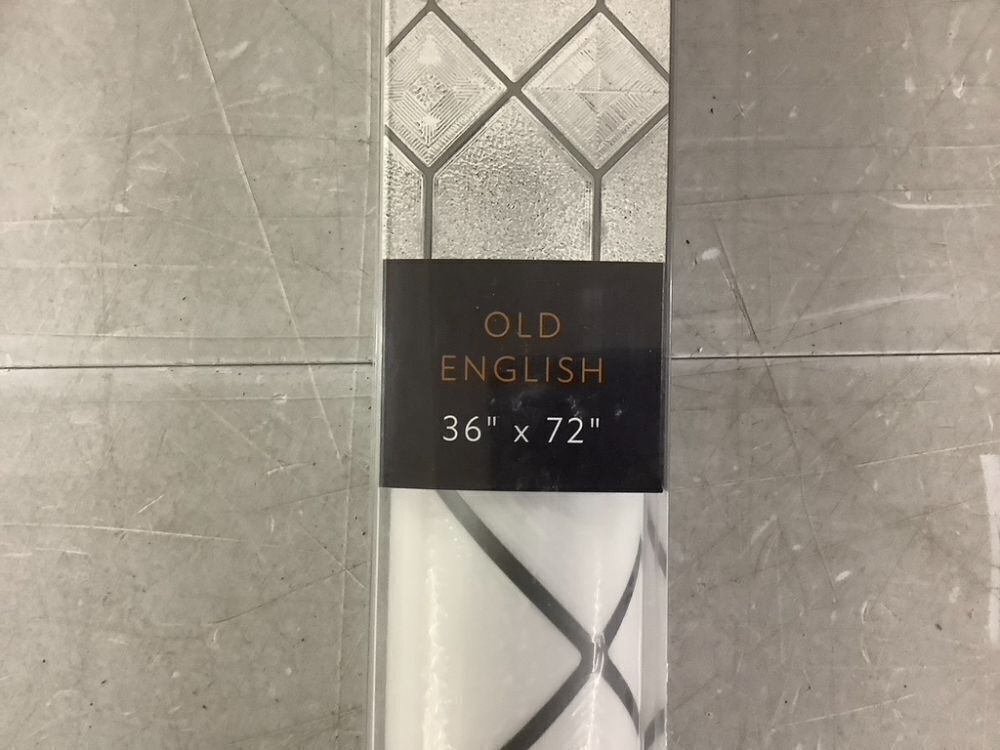 OLD
ENGLISH
36" x 72"